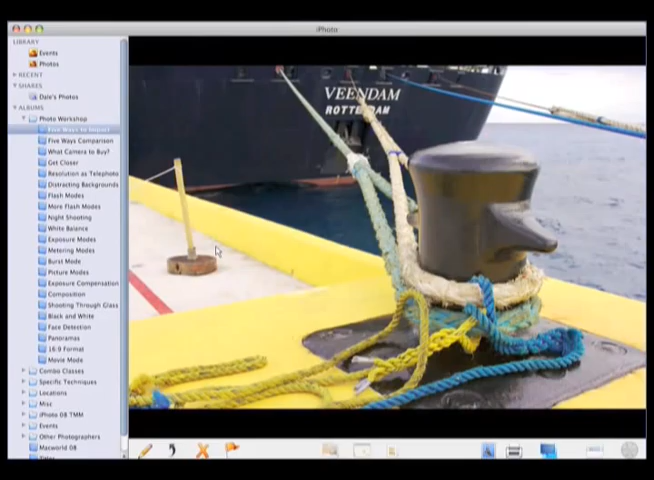 iPhoto
LIBRARY
Events
Photos
RECENT
SHARES
Dale's Photos
ALBUMS
Photo Workshop
Five Ways to Import
Five Ways Comparison
What Camera to Buy?
Get Closer
Resolution as Telephoto
Distracting Backgrounds
Flash Modes
More Flash Modes
Night Shooting
White Balance
Exposure Modes
Metering Modes
Burst Mode
Picture Modes
Exposure Compensation
Composition
Shooting Through Glass
Black and White
Face Detection
Panoramas
16:9 Format
Movie Mode
Combo Classes
Specific Techniques
Locations
Misc
iPhoto 08 TMM
Events
Other Photographers
Macworld 08
VEENDAM
ROTTERDAM